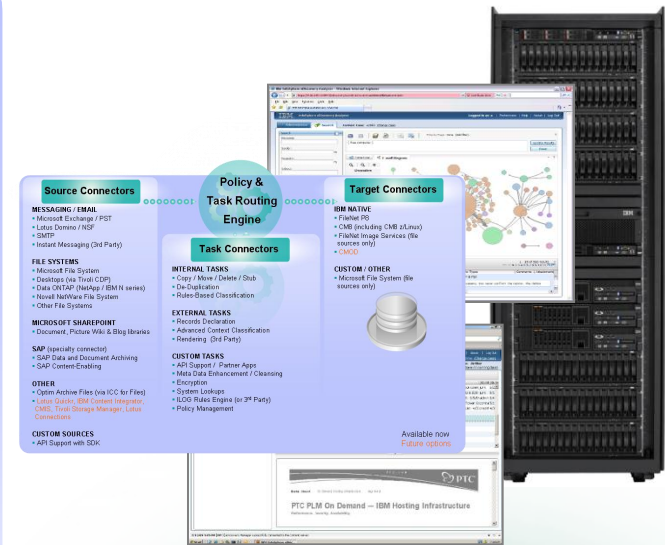 Source Connectors
MESSAGING / EMAIL
• Microsoft Exchange / PST
• Lotus Domino / NSF
• SMTP
• Instant Messaging (3rd Party)
FILE SYSTEMS
• Microsoft File System
• Desktops (via Tivoli CDP)
• Data ONTAP (NetApp / IBM N series)
• Novell NetWare File System
• Other File Systems
MICROSOFT SHAREPOINT
• Document, Picture Wiki & Blog libraries
SAP (specialty connector)
• SAP Data and Document Archiving
• SAP Content-Enabling
OTHER
• Optim Archive Files (via ICC for Files)
• Lotus Quickr, IBM Content Integrator,
CMIS, Tivoli Storage Manager, Lotus
Connections
CUSTOM SOURCES
• API Support with SDK
Policy &
Task Routing
Engine
Task Connectors
INTERNAL TASKS
• Copy / Move / Delete / Stub
• De-Duplication
• Rules-Based Classification
EXTERNAL TASKS
• Records Declaration
• Advanced Context Classification
• Rendering (3rd Party)
CUSTOM TASKS
• API Support / Partner Apps
• Meta Data Enhancement / Cleansing
• Encryption
• System Lookups
• ILOG Rules Engine (or 3rd Party)
• Policy Management
Target Connectors
IBM NATIVE
• FileNet P8
• CM8 (including CM8 z/Linux)
• FileNet Image Services (file
sources only)
• CMOD
CUSTOM / OTHER
• Microsoft File System (file
sources only)
Available now
Future options
IBM
PTC
PTC PLM On Demand — IBM Hosting Infrastructure